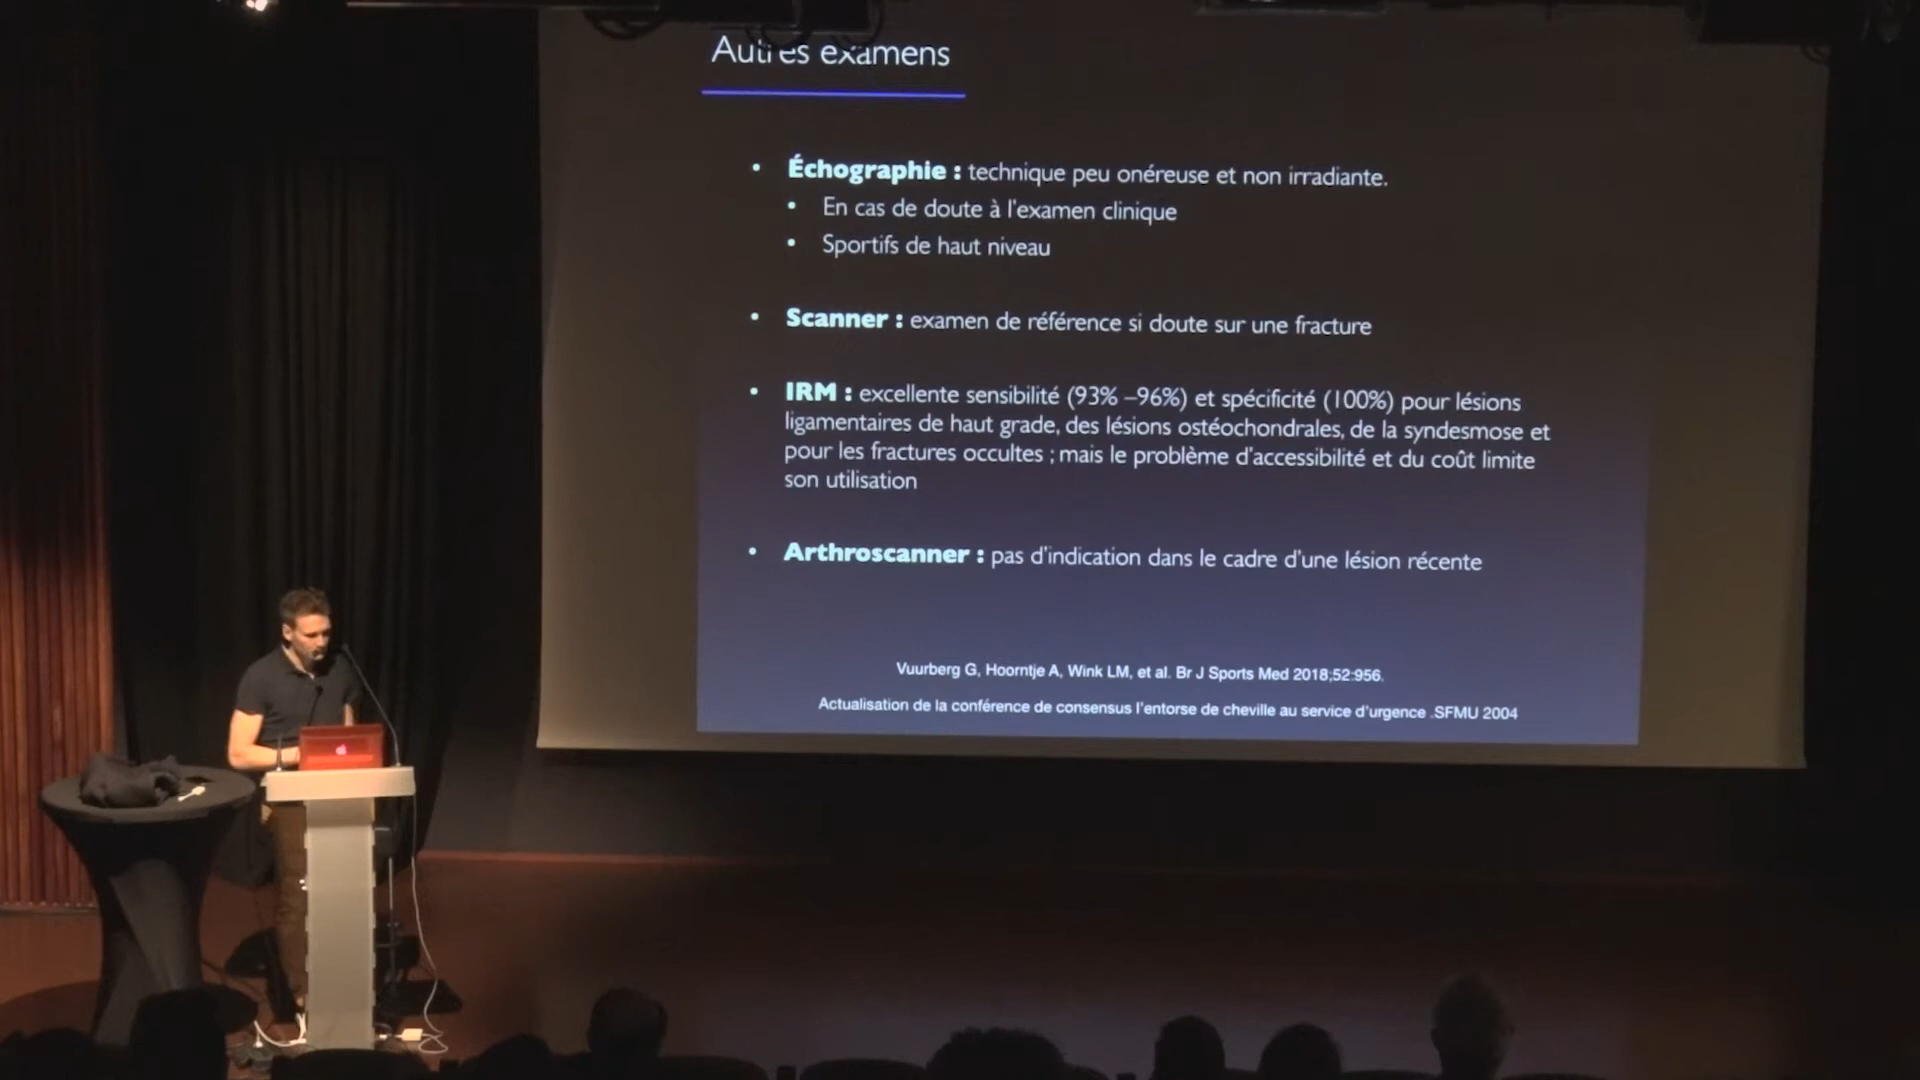 Autres examens
• Échographie : technique peu onéreuse et non irradiante.
• En cas de doute à l'examen clinique
• Sportifs de haut niveau
• Scanner : examen de référence si doute sur une fracture
• IRM : excellente sensibilité (93% –96%) et spécificité (100%) pour lésions
ligamentaires de haut grade, des lésions ostéochondrales, de la syndesmose et
pour les fractures occultes ; mais le problème d'accessibilité et du coût limite
son utilisation
• Arthroscanner : pas d'indication dans le cadre d'une lésion récente
Vuurberg G, Hoorntje A, Wink LM, et al. Br J Sports Med 2018;52:956.
Actualisation de la conférence de consensus l'entorse de cheville au service d'urgence .SFMU 2004